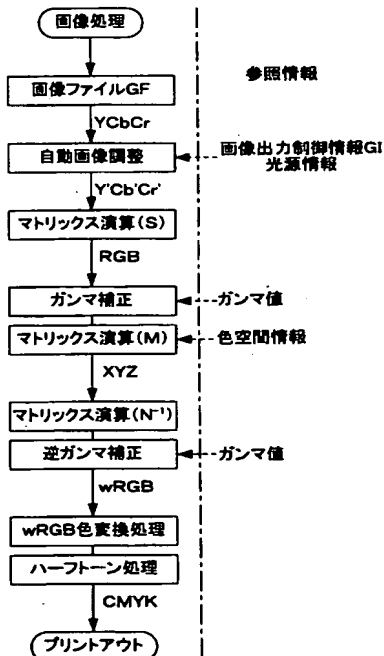 画像処理
参照情報
画像ファイルGF
YCbCr
自動画像調整
画像出力制御情報GI
光源情報
Y'Cb'Cr'
マトリックス演算(S)
RGB
ガンマ補正
ガンマ値
マトリックス演算(M)
色空間情報
XYZ
マトリックス演算(N⁻¹)
逆ガンマ補正
ガンマ値
wRGB
wRGB色変換処理
ハーフトーン処理
CMYK
プリントアウト